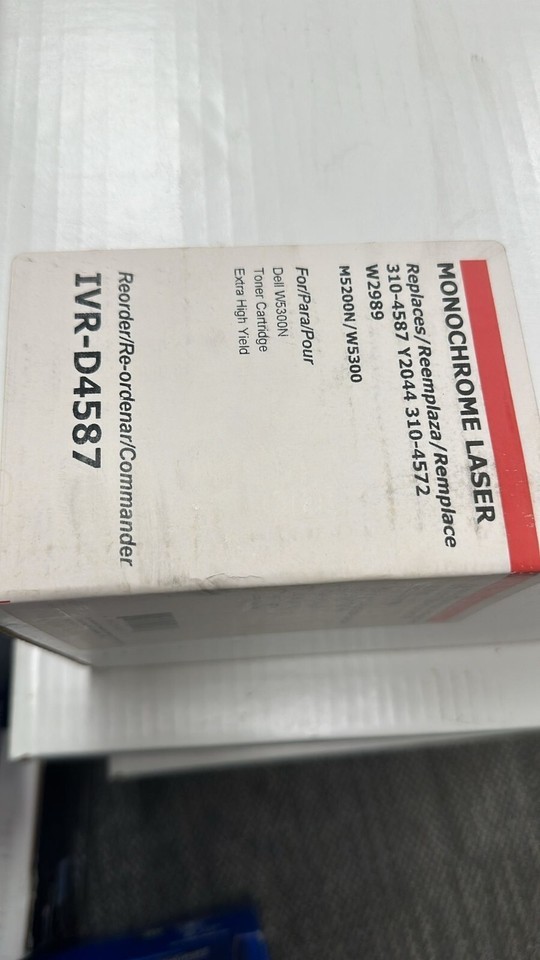 MONOCHROME LASER
Replaces/Reemplaza/Remplace
310-4587 Y2044 310-4572
W2989
M5200N/W5300
For/Para/Pour
Dell W5300N
Toner Cartridge
Extra High Yield
Reorder/Re-ordenar/Commander
IVR-D4587